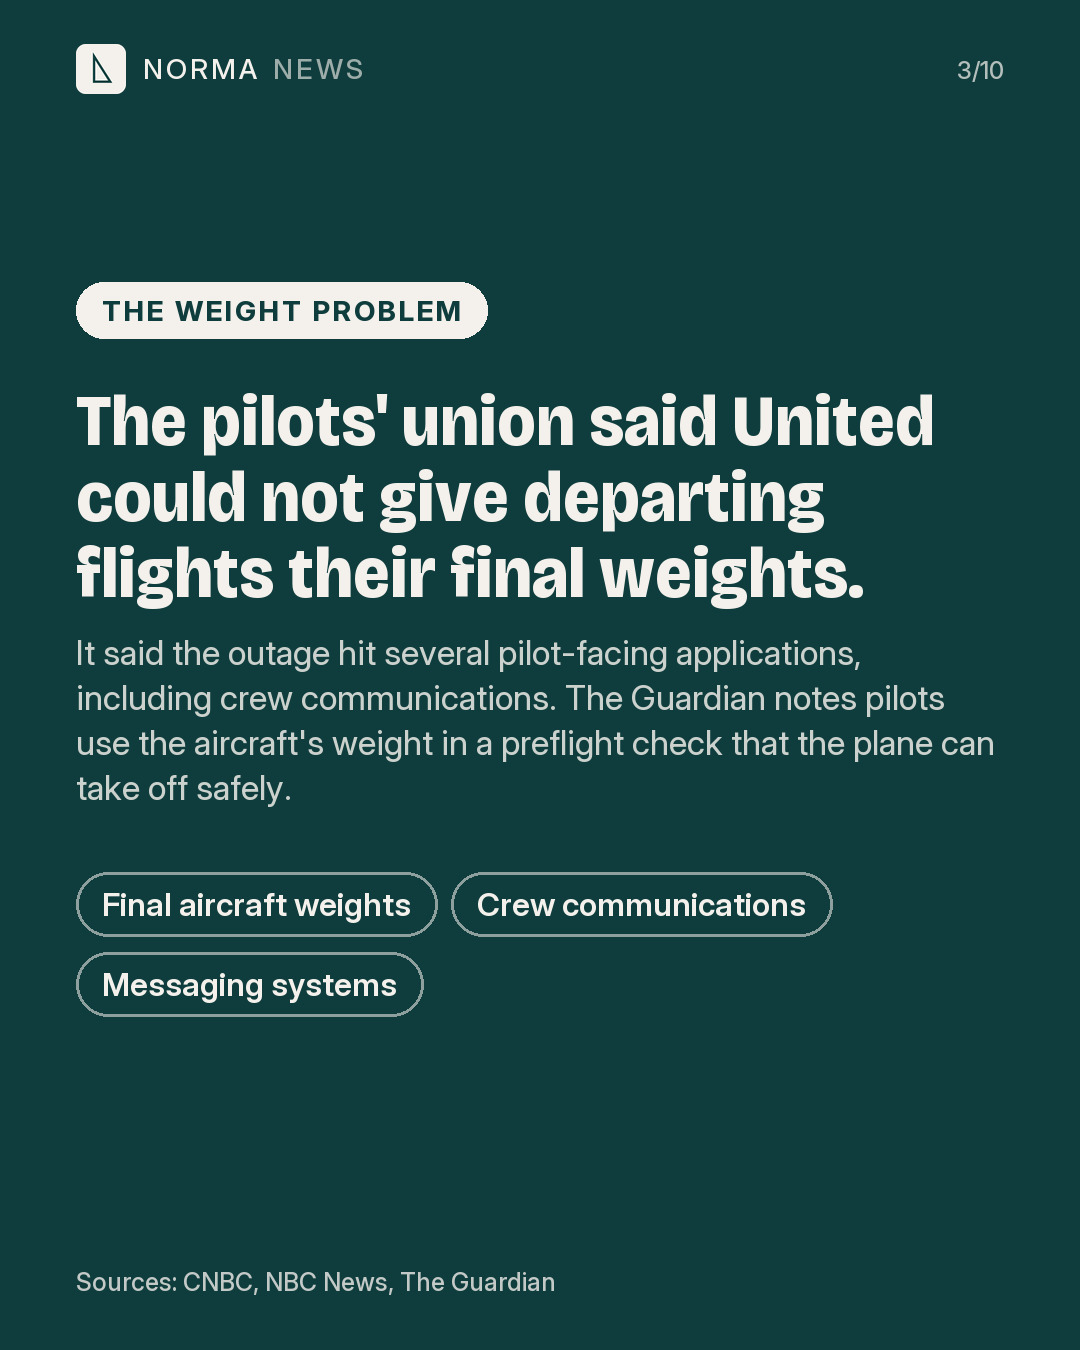 NORMA NEWS
3/10
THE WEIGHT PROBLEM
The pilots' union said United
could not give departing
flights their final weights.
It said the outage hit several pilot-facing applications,
including crew communications. The Guardian notes pilots
use the aircraft's weight in a preflight check that the plane can
take off safely.
Final aircraft weights
Crew communications
Messaging systems
Sources: CNBC, NBC News, The Guardian